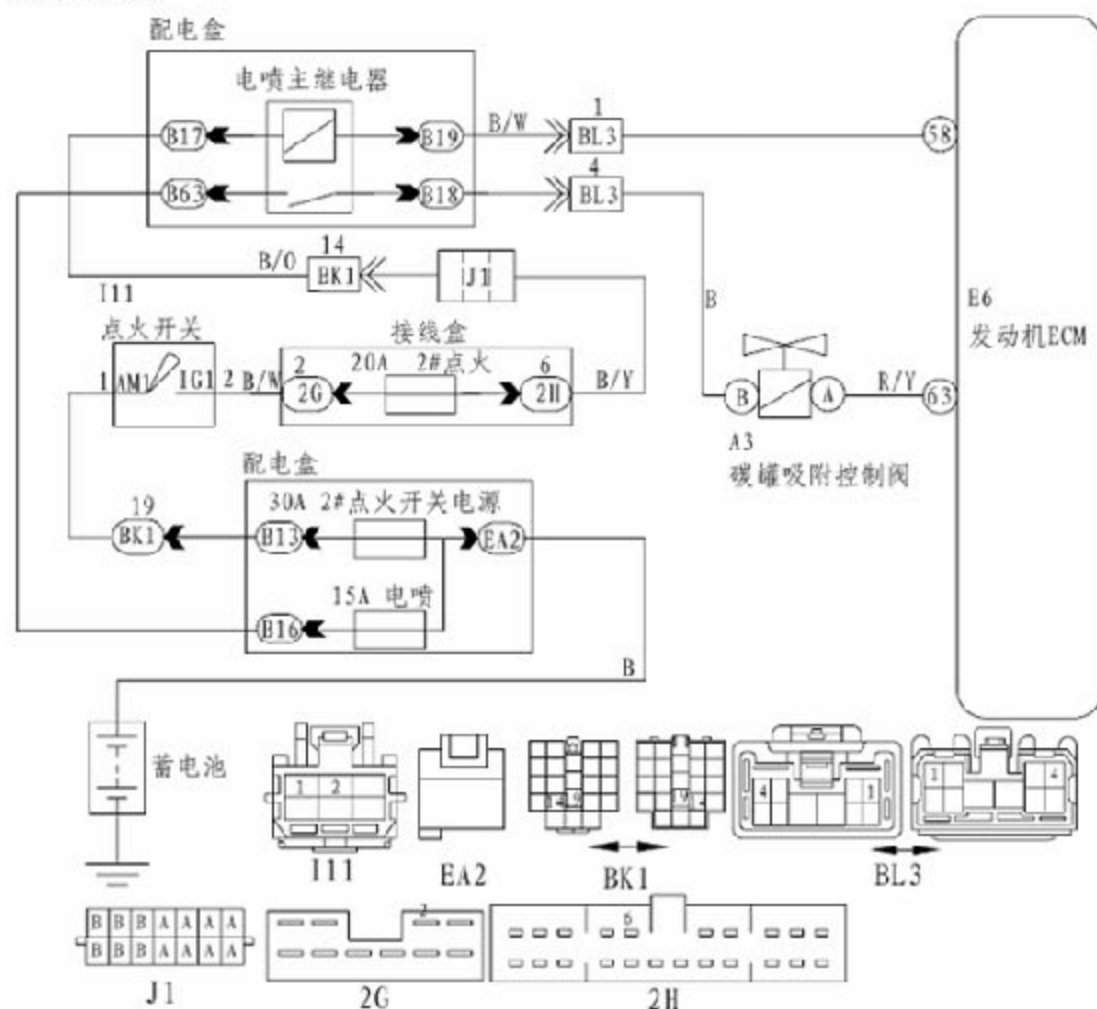 配电盒
电喷主继电器
B17
B19
B/W
1
BL3
58
B63
B18
4
BL3
B/O
14
BK1
J1
B
E6
发动机ECM
I11
点火开关
1
AM1
IG1
2
B/W
接线盒
2
2G
20A 2#点火
6
2H
B/Y
B
A
R/Y
63
A3
碳罐吸附控制阀
配电盒
19
BK1
30A 2#点火开关电源
B13
EA2
15A 电喷
B16
B
蓄电池
1 2
I11
EA2
14 9
9
BK1
4 1
1 4
BL3
B B B A A A A
B B B A A A A
J1
2
2G
6
2H